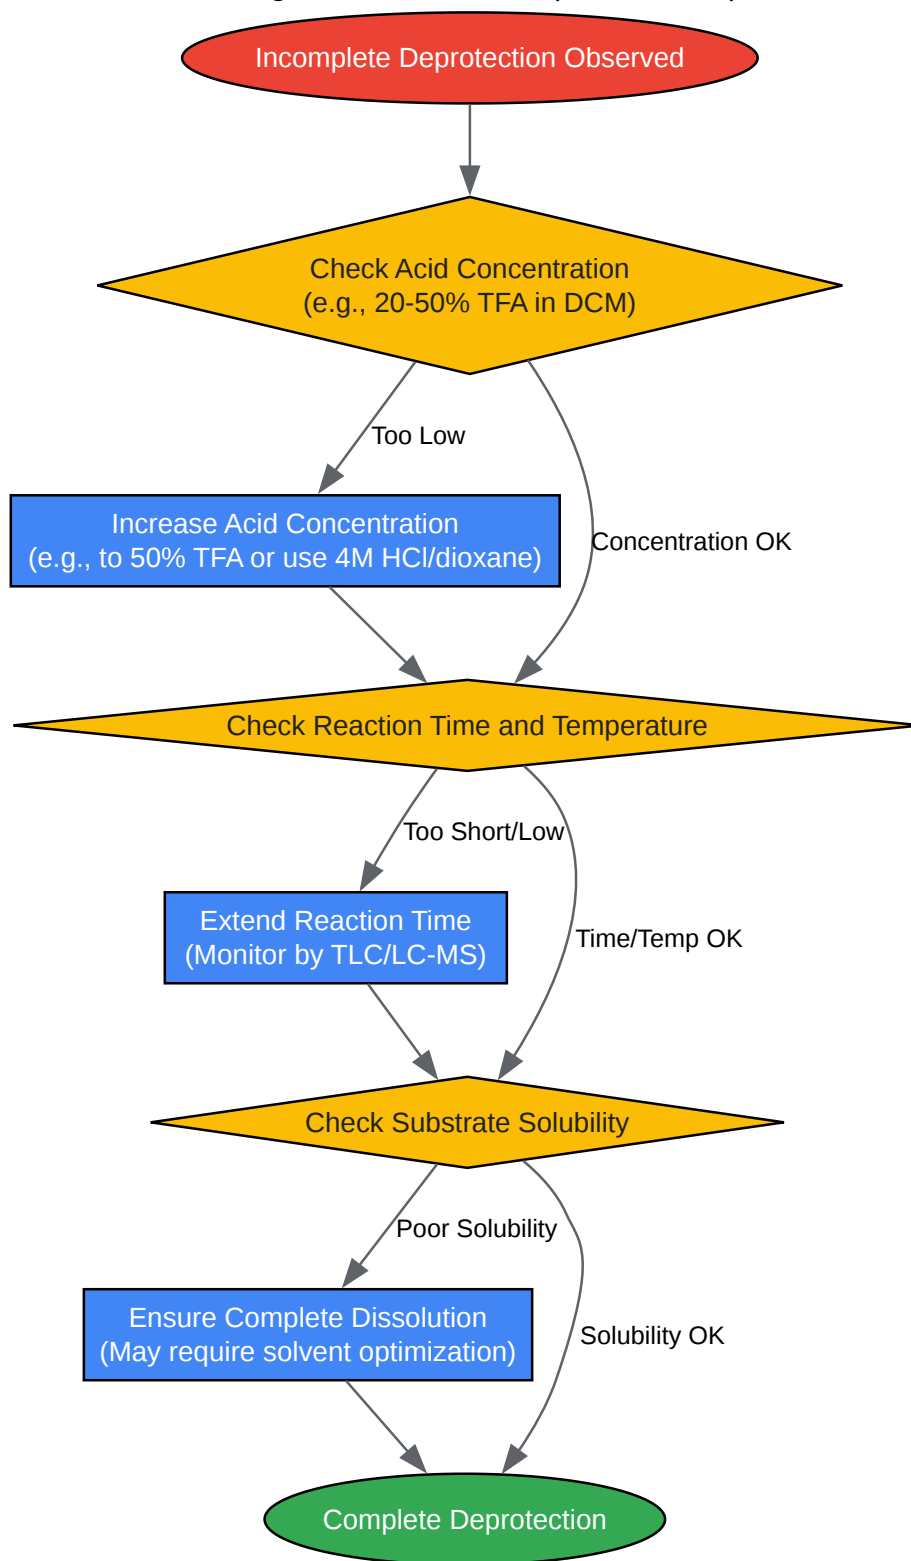 Incomplete Deprotection Observed
Check Acid Concentration
(e.g., 20-50% TFA in DCM)
Too Low
Increase Acid Concentration
(e.g., to 50% TFA or use 4M HCl/dioxane)
Concentration OK
Check Reaction Time and Temperature
Too Short/Low
Extend Reaction Time
(Monitor by TLC/LC-MS)
Time/Temp OK
Check Substrate Solubility
Poor Solubility
Ensure Complete Dissolution
(May require solvent optimization)
Solubility OK
Complete Deprotection